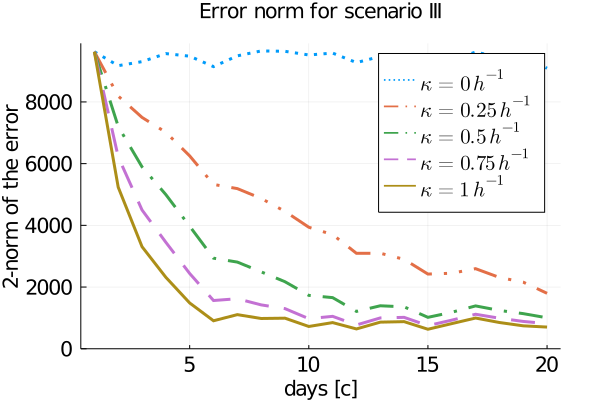 Error norm for scenario III
2-norm of the error
8000
6000
4000
2000
0
κ = 0 h⁻¹
κ = 0.25 h⁻¹
κ = 0.5 h⁻¹
κ = 0.75 h⁻¹
κ = 1 h⁻¹
5 10 15 20
days [c]